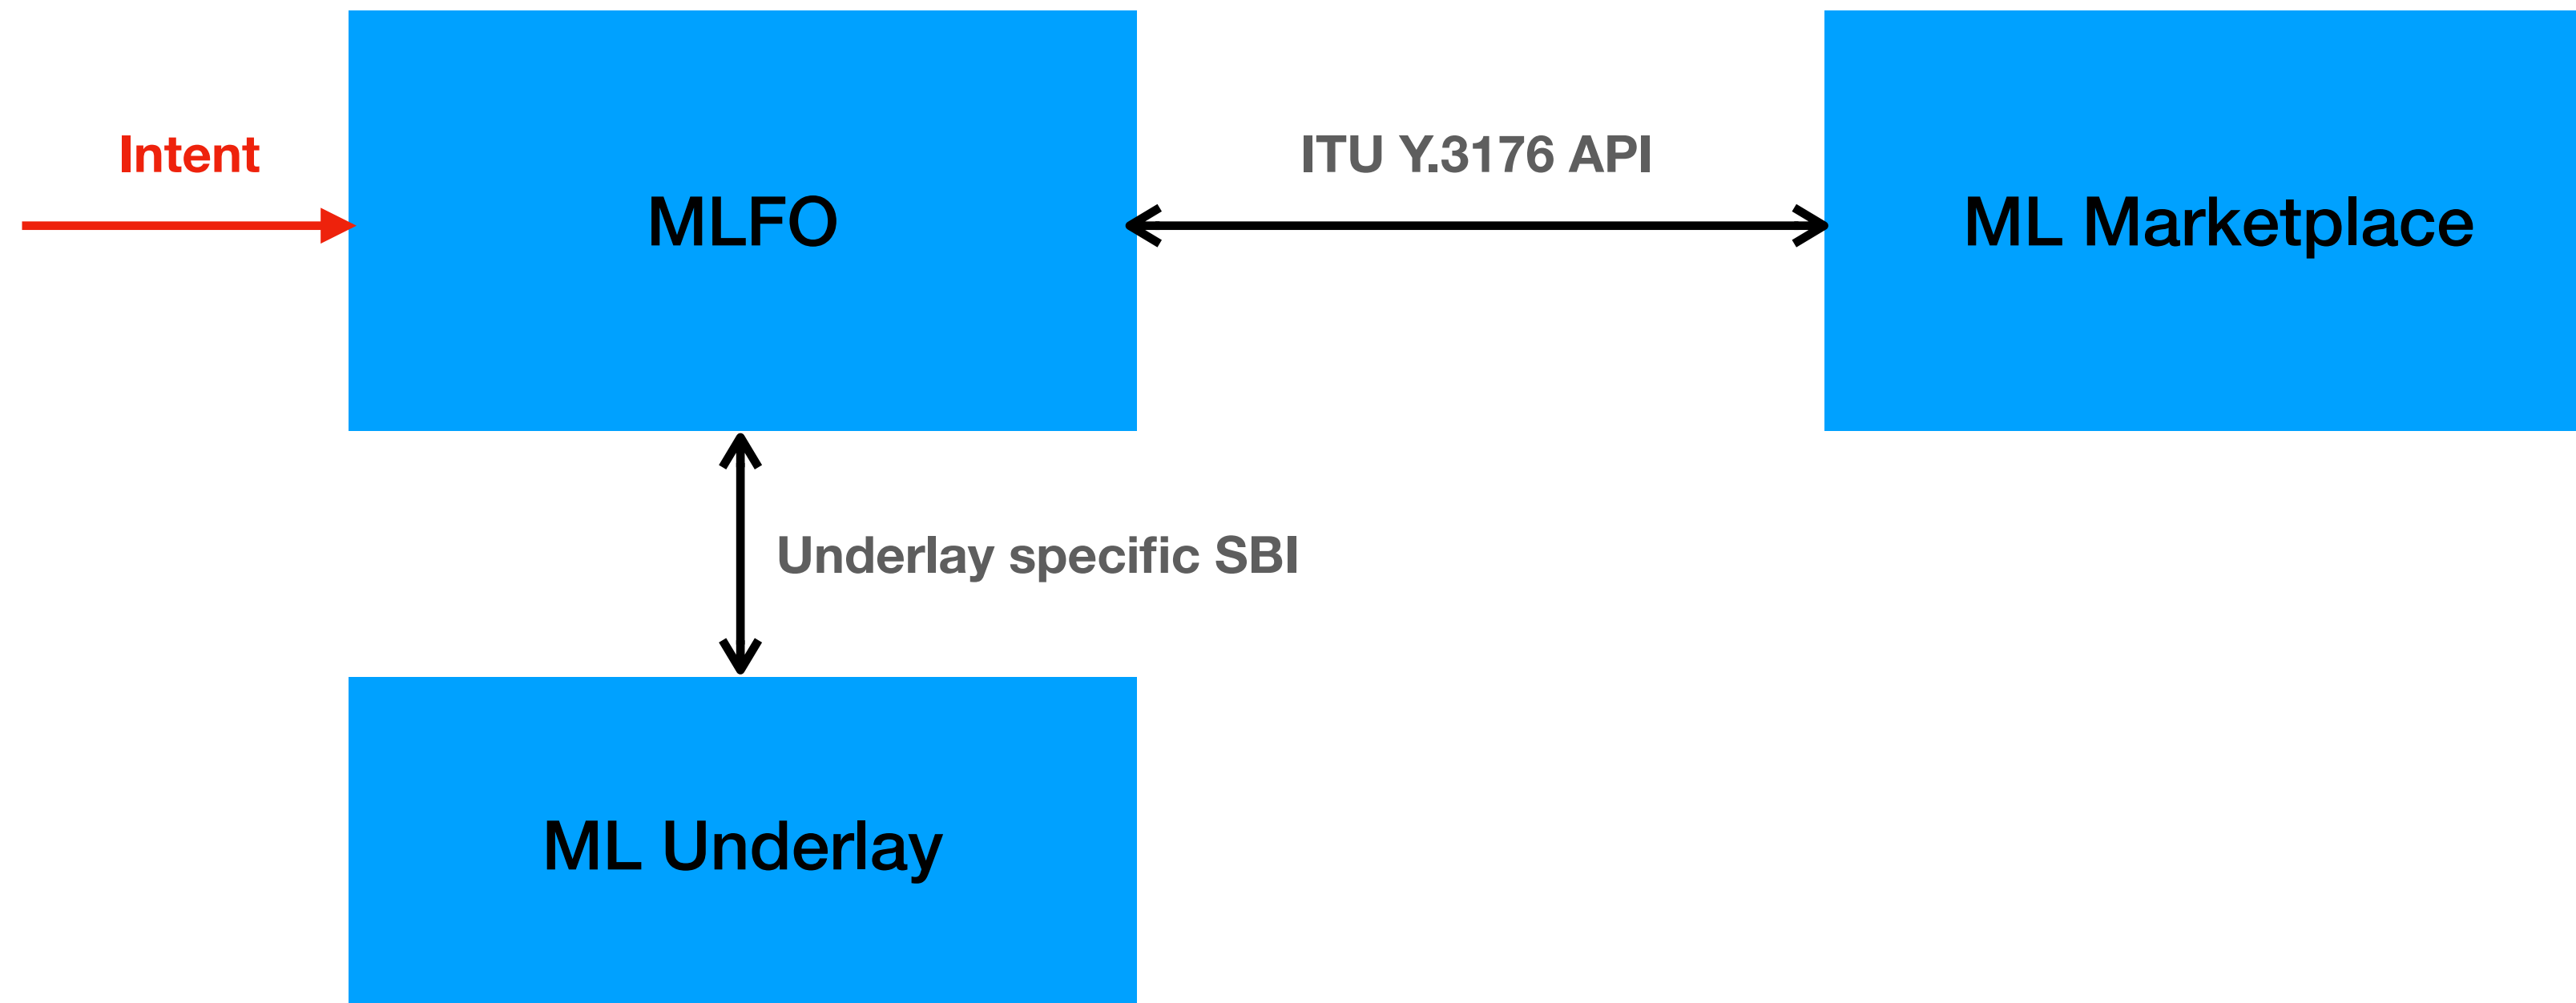 Intent
MLFO
ITU Y.3176 API
ML Marketplace
Underlay specific SBI
ML Underlay